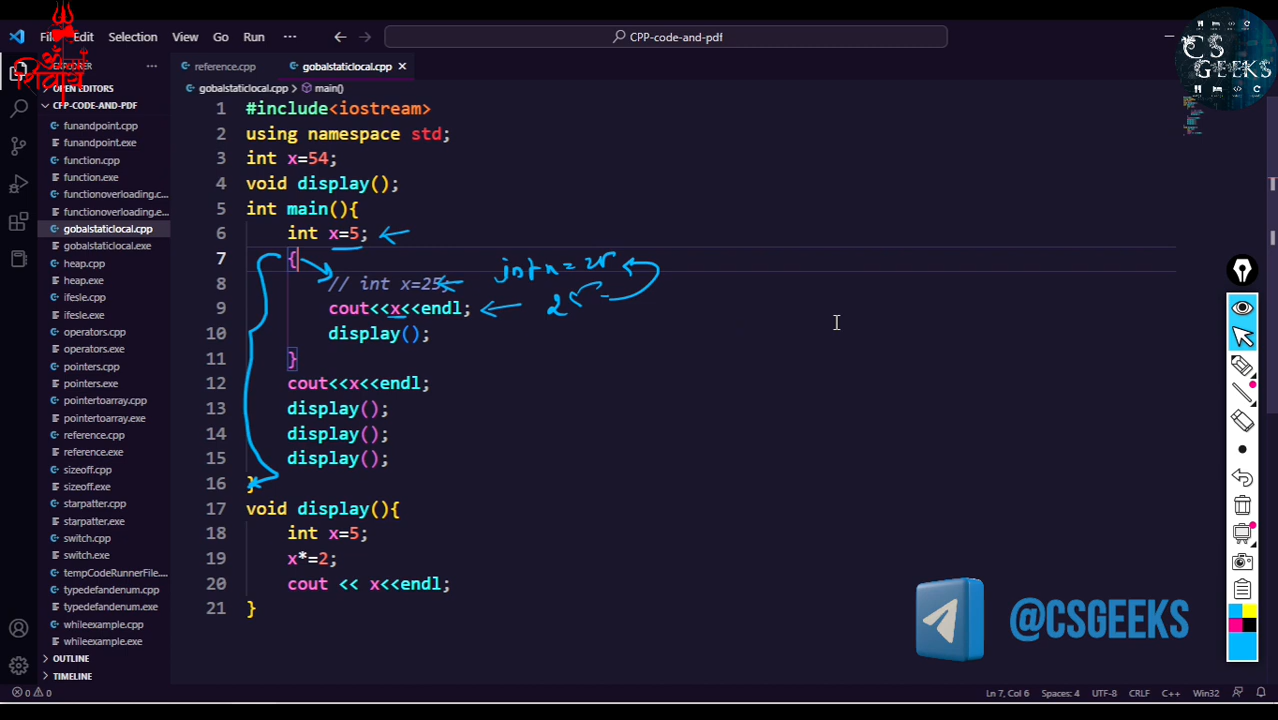 File Edit Selection View Go Run ··· CPP-code-and-pdf
ॐ नमः
शिवाय
CS
GEEKS
EXPLORER ···
reference.cpp gobalstaticlocal.cpp
OPEN EDITORS
gobalstaticlocal.cpp > main()
CFP-CODE-AND-PDF
funandpoint.cpp
funandpoint.exe
function.cpp
function.exe
functionoverloading.c...
functionoverloading.e...
gobalstaticlocal.cpp
gobalstaticlocal.exe
heap.cpp
heap.exe
ifesle.cpp
ifesle.exe
operators.cpp
operators.exe
pointers.cpp
pointers.exe
pointertoarray.cpp
pointertoarray.exe
reference.cpp
reference.exe
sizeoff.cpp
sizeoff.exe
starpatter.cpp
starpatter.exe
switch.cpp
switch.exe
tempCodeRunnerFile....
typedefandenum.cpp
typedefandenum.exe
whileexample.cpp
whileexample.exe
OUTLINE
TIMELINE
1 #include<iostream>
2 using namespace std;
3 int x=54;
4 void display();
5 int main(){
6 int x=5;
7 {
8 // int x=25; int x = 25
9 cout<<x<<endl; 25
10 display();
11 }
12 cout<<x<<endl;
13 display();
14 display();
15 display();
16 }
17 void display(){
18 int x=5;
19 x*=2;
20 cout << x<<endl;
21 }
@CSGEEKS
0 0 Ln 7, Col 6 Spaces: 4 UTF-8 CRLF C++ Win32